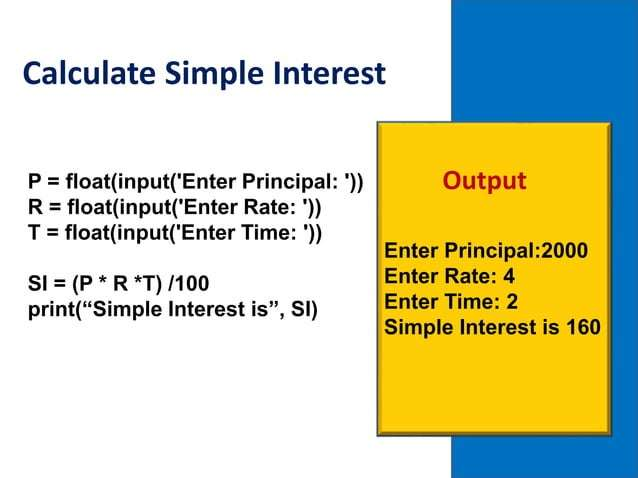 Calculate Simple Interest
P = float(input('Enter Principal: '))
R = float(input('Enter Rate: '))
T = float(input('Enter Time: '))
SI = (P * R *T) /100
print(“Simple Interest is”, SI)
Output
Enter Principal:2000
Enter Rate: 4
Enter Time: 2
Simple Interest is 160